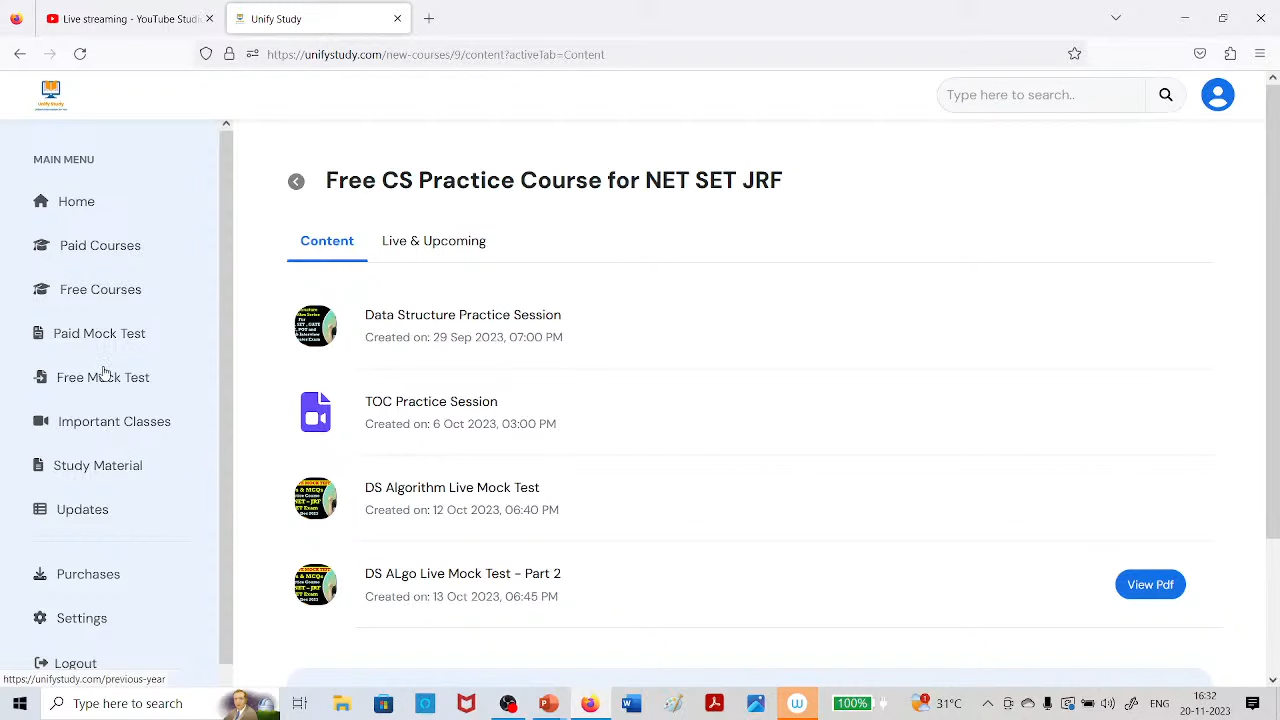 Live streaming - YouTube Studio
Unify Study
https://unifystudy.com/new-courses/9/content?activeTab=Content
Unify Study
Type here to search..
MAIN MENU
Home
Paid Courses
Free Courses
Paid Mock Test
Free Mock Test
Important Classes
Study Material
Updates
Purchases
Settings
Logout
Free CS Practice Course for NET SET JRF
Content
Live & Upcoming
Data Structure Practice Session
Created on: 29 Sep 2023, 07:00 PM
TOC Practice Session
Created on: 6 Oct 2023, 03:00 PM
DS Algorithm Live Mock Test
Created on: 12 Oct 2023, 06:40 PM
DS ALgo Live Mock Test - Part 2
Created on: 13 Oct 2023, 06:45 PM
View Pdf
https://unifystudy.com/previous-year
Type here to search
100%
31°C
ENG
16:32
20-11-2023